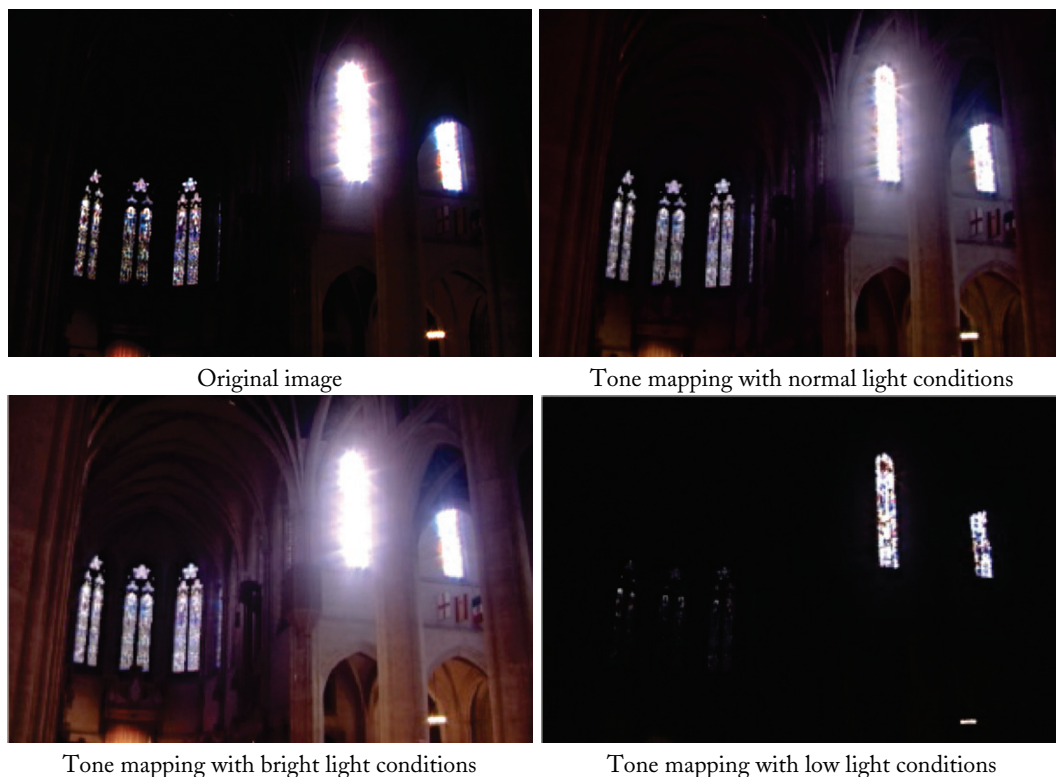 Original image
Tone mapping with normal light conditions
Tone mapping with bright light conditions
Tone mapping with low light conditions